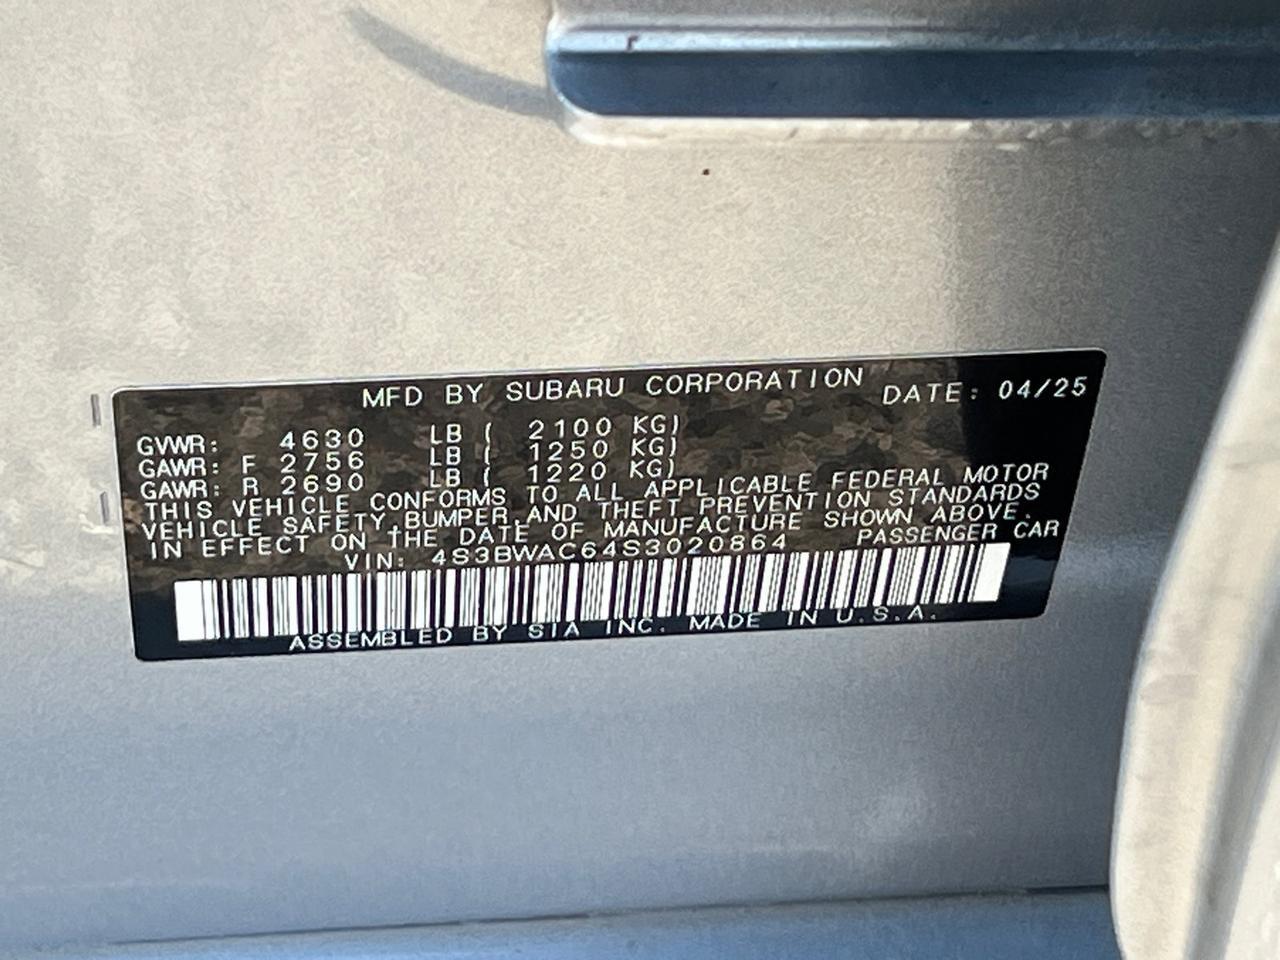 MFD BY SUBARU CORPORATION DATE: 04/25
GVWR: 4630 LB ( 2100 KG)
GAWR: F 2756 LB ( 1250 KG)
GAWR: R 2690 LB ( 1220 KG)
THIS VEHICLE CONFORMS TO ALL APPLICABLE FEDERAL MOTOR
VEHICLE SAFETY,BUMPER,AND THEFT PREVENTION STANDARDS
IN EFFECT ON THE DATE OF MANUFACTURE SHOWN ABOVE.
VIN: 4S3BWAC64S3020864 PASSENGER CAR
ASSEMBLED BY SIA INC. MADE IN U.S.A.